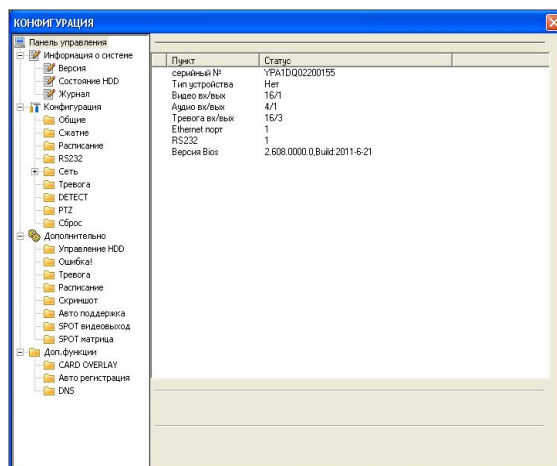 КОНФИГУРАЦИЯ
Панель управления
Информация о системе
Версия
Состояние HDD
Журнал
Конфигурация
Общие
Сжатие
Расписание
RS232
Сеть
Тревога
DETECT
PTZ
Сброс
Дополнительно
Управление HDD
Ошибка!
Тревога
Расписание
Скриншот
Авто поддержка
SPOT видеовыход
SPOT матрица
Доп.функции
CARD OVERLAY
Авто регистрация
DNS
Пункт Статус
серийный № YPA1DQ02200155
Тип устройства Нет
Видео вх/вых 16/1
Аудио вх/вых 4/1
Тревога вх/вых 16/3
Ethernet порт 1
RS232 1
Версия Bios 2.608.0000.0,Build:2011-6-21